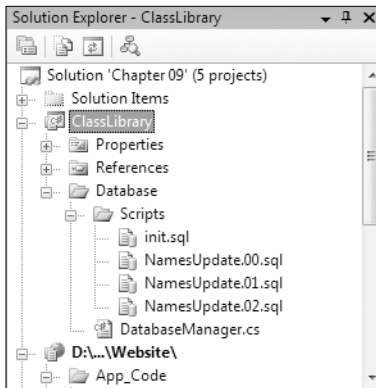 Solution Explorer - ClassLibrary
Solution 'Chapter 09' (5 projects)
Solution Items
ClassLibrary
Properties
References
Database
Scripts
init.sql
NamesUpdate.00.sql
NamesUpdate.01.sql
NamesUpdate.02.sql
DatabaseManager.cs
D:\...\Website\
App_Code